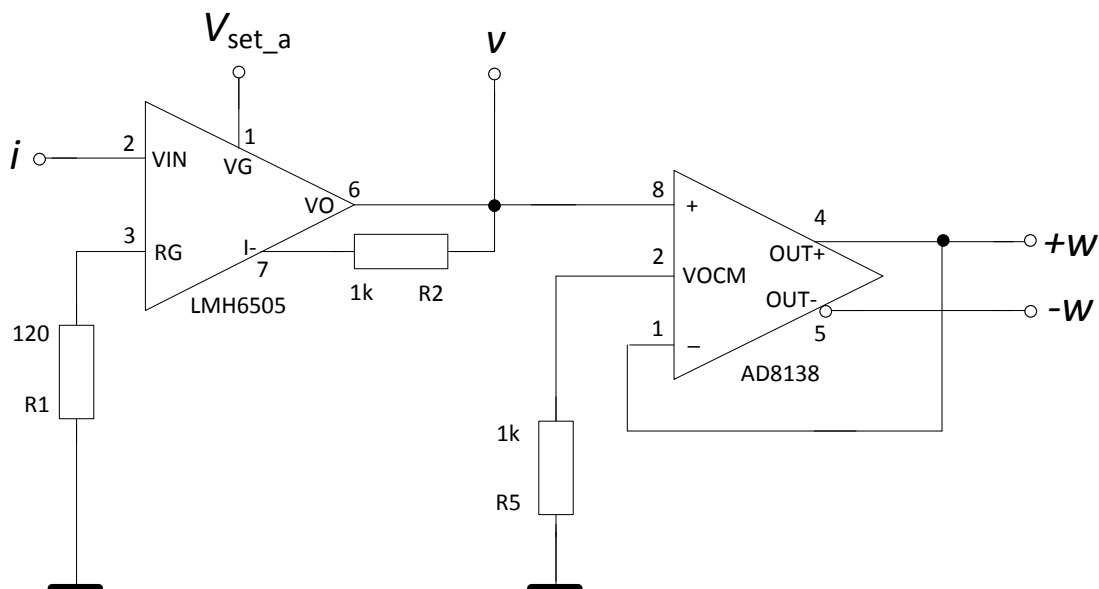 V_set_a
v
i
2
VIN
1
VG
6
VO
3
RG
I-
7
LMH6505
1k
R2
120
R1
8
+
4
OUT+
+w
2
VOCM
OUT-
-w
5
1
–
AD8138
1k
R5